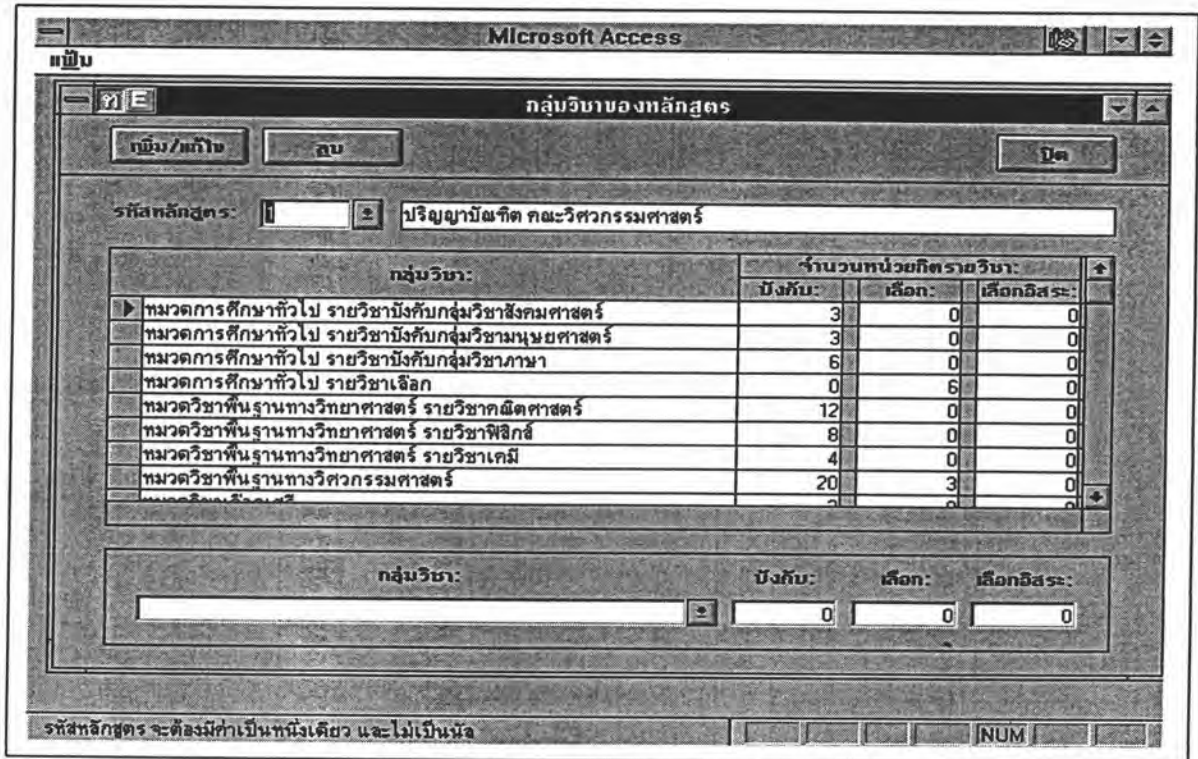 Microsoft Access
แฟ้ม
ท E กลุ่มวิชาของหลักสูตร
เพิ่ม/แก้ไข ลบ ปิด
รหัสหลักสูตร: 1 ปริญญาบัณฑิต คณะวิศวกรรมศาสตร์
กลุ่มวิชา: จำนวนหน่วยกิตรายวิชา:
บังคับ: เลือก: เลือกอิสระ:
หมวดการศึกษาทั่วไป รายวิชาบังคับกลุ่มวิชาสังคมศาสตร์ 3 0 0
หมวดการศึกษาทั่วไป รายวิชาบังคับกลุ่มวิชามนุษยศาสตร์ 3 0 0
หมวดการศึกษาทั่วไป รายวิชาบังคับกลุ่มวิชาภาษา 6 0 0
หมวดการศึกษาทั่วไป รายวิชาเลือก 0 6 0
หมวดวิชาพื้นฐานทางวิทยาศาสตร์ รายวิชาคณิตศาสตร์ 12 0 0
หมวดวิชาพื้นฐานทางวิทยาศาสตร์ รายวิชาฟิสิกส์ 8 0 0
หมวดวิชาพื้นฐานทางวิทยาศาสตร์ รายวิชาเคมี 4 0 0
หมวดวิชาพื้นฐานทางวิศวกรรมศาสตร์ 20 3 0
กลุ่มวิชา: บังคับ: เลือก: เลือกอิสระ:
0 0 0
รหัสหลักสูตร จะต้องมีค่าเป็นหนึ่งเดียว และไม่เป็นนัล NUM